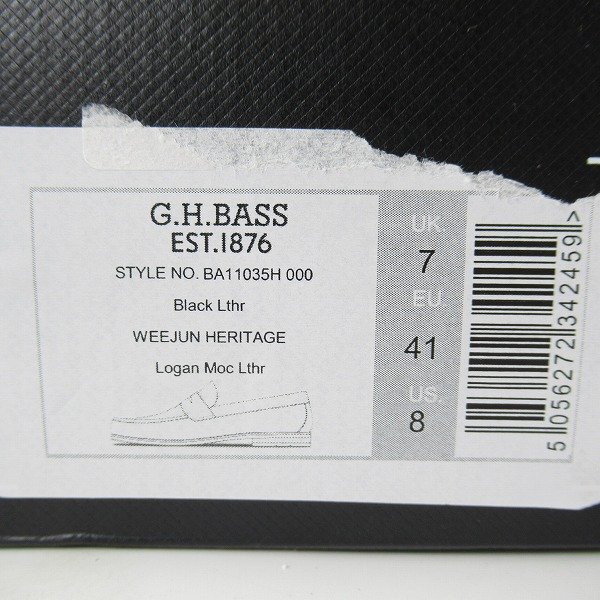 G.H.BASS
EST.1876
STYLE NO. BA11035H 000
Black Lthr
WEEJUN HERITAGE
Logan Moc Lthr
UK.
7
EU.
41
US.
8
5 056272 342459 >